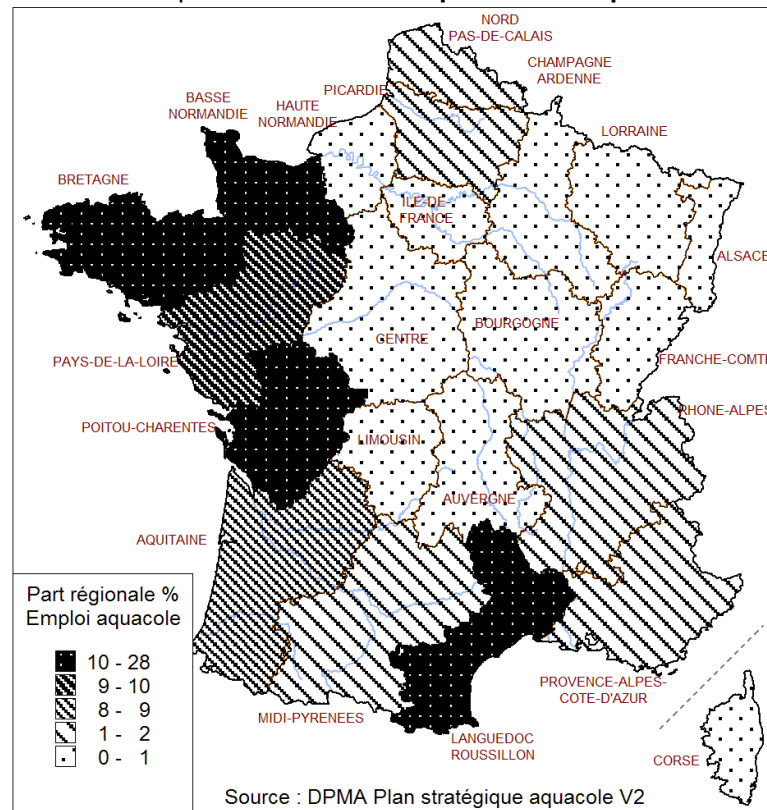 NORD
PAS-DE-CALAIS
CHAMPAGNE
ARDENNE
PICARDIE
BASSE
NORMANDIE
HAUTE
NORMANDIE
LORRAINE
BRETAGNE
ILE-DE-
FRANCE
ALSACE
CENTRE
BOURGOGNE
PAYS-DE-LA-LOIRE
FRANCHE-COMTE
RHONE-ALPES
POITOU-CHARENTES
LIMOUSIN
AUVERGNE
AQUITAINE
Part régionale %
Emploi aquacole
10 - 28
9 - 10
8 - 9
1 - 2
0 - 1
MIDI-PYRENEES
LANGUEDOC
ROUSSILLON
PROVENCE-ALPES-
COTE-D'AZUR
CORSE
Source : DPMA Plan stratégique aquacole V2